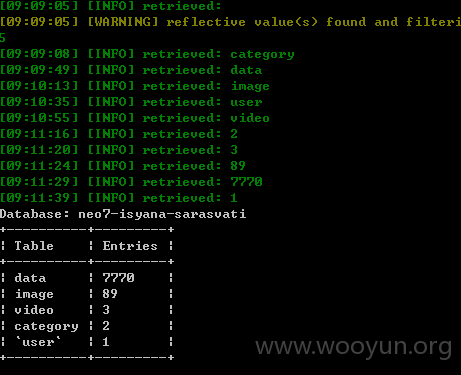 [09:09:05] [INFO] retrieved:
[09:09:05] [WARNING] reflective value(s) found and filteri
5
[09:09:08] [INFO] retrieved: category
[09:09:49] [INFO] retrieved: data
[09:10:13] [INFO] retrieved: image
[09:10:35] [INFO] retrieved: user
[09:10:55] [INFO] retrieved: video
[09:11:16] [INFO] retrieved: 2
[09:11:20] [INFO] retrieved: 3
[09:11:24] [INFO] retrieved: 89
[09:11:29] [INFO] retrieved: 7770
[09:11:39] [INFO] retrieved: 1
Database: neo7-isyana-sarasvati
+----------+---------+
¦ Table    ¦ Entries ¦
+----------+---------+
¦ data     ¦ 7770    ¦
¦ image    ¦ 89      ¦
¦ video    ¦ 3       ¦
¦ category ¦ 2       ¦
¦ `user`   ¦ 1       ¦
+----------+---------+
www.wooyun.org